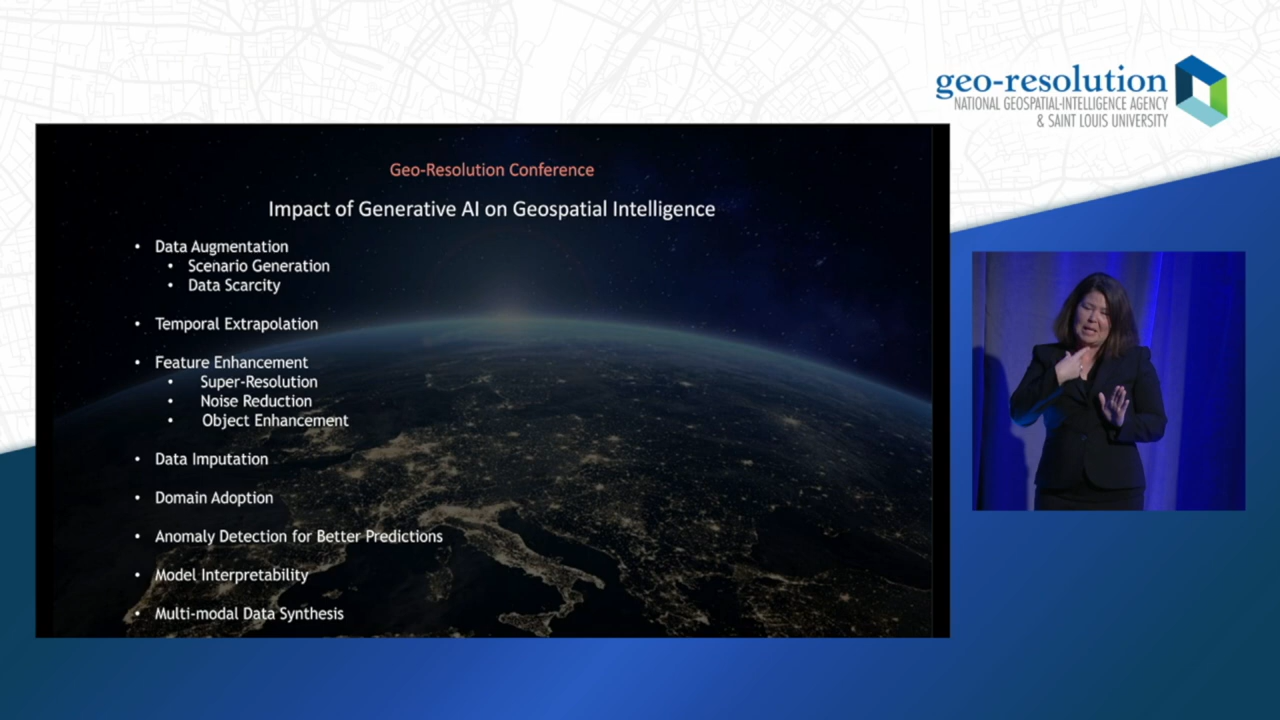 geo-resolution
NATIONAL GEOSPATIAL-INTELLIGENCE AGENCY
& SAINT LOUIS UNIVERSITY
Geo-Resolution Conference
Impact of Generative AI on Geospatial Intelligence
• Data Augmentation
• Scenario Generation
• Data Scarcity
• Temporal Extrapolation
• Feature Enhancement
• Super-Resolution
• Noise Reduction
• Object Enhancement
• Data Imputation
• Domain Adoption
• Anomaly Detection for Better Predictions
• Model Interpretability
• Multi-modal Data Synthesis